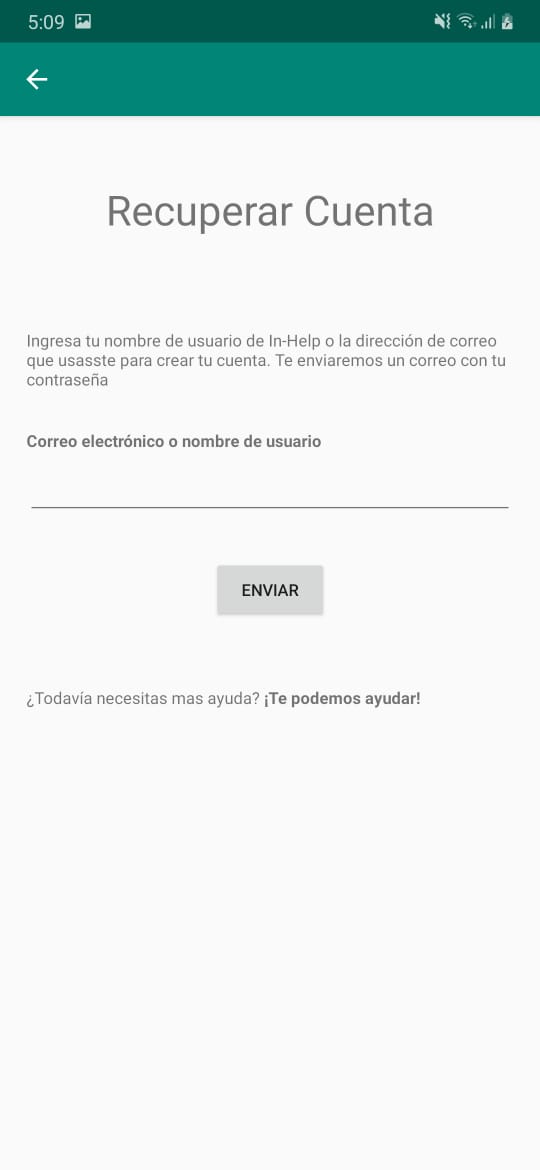 5:09
Recuperar Cuenta
Ingresa tu nombre de usuario de In-Help o la dirección de correo
que usasste para crear tu cuenta. Te enviaremos un correo con tu
contraseña
Correo electrónico o nombre de usuario
ENVIAR
¿Todavía necesitas mas ayuda? ¡Te podemos ayudar!